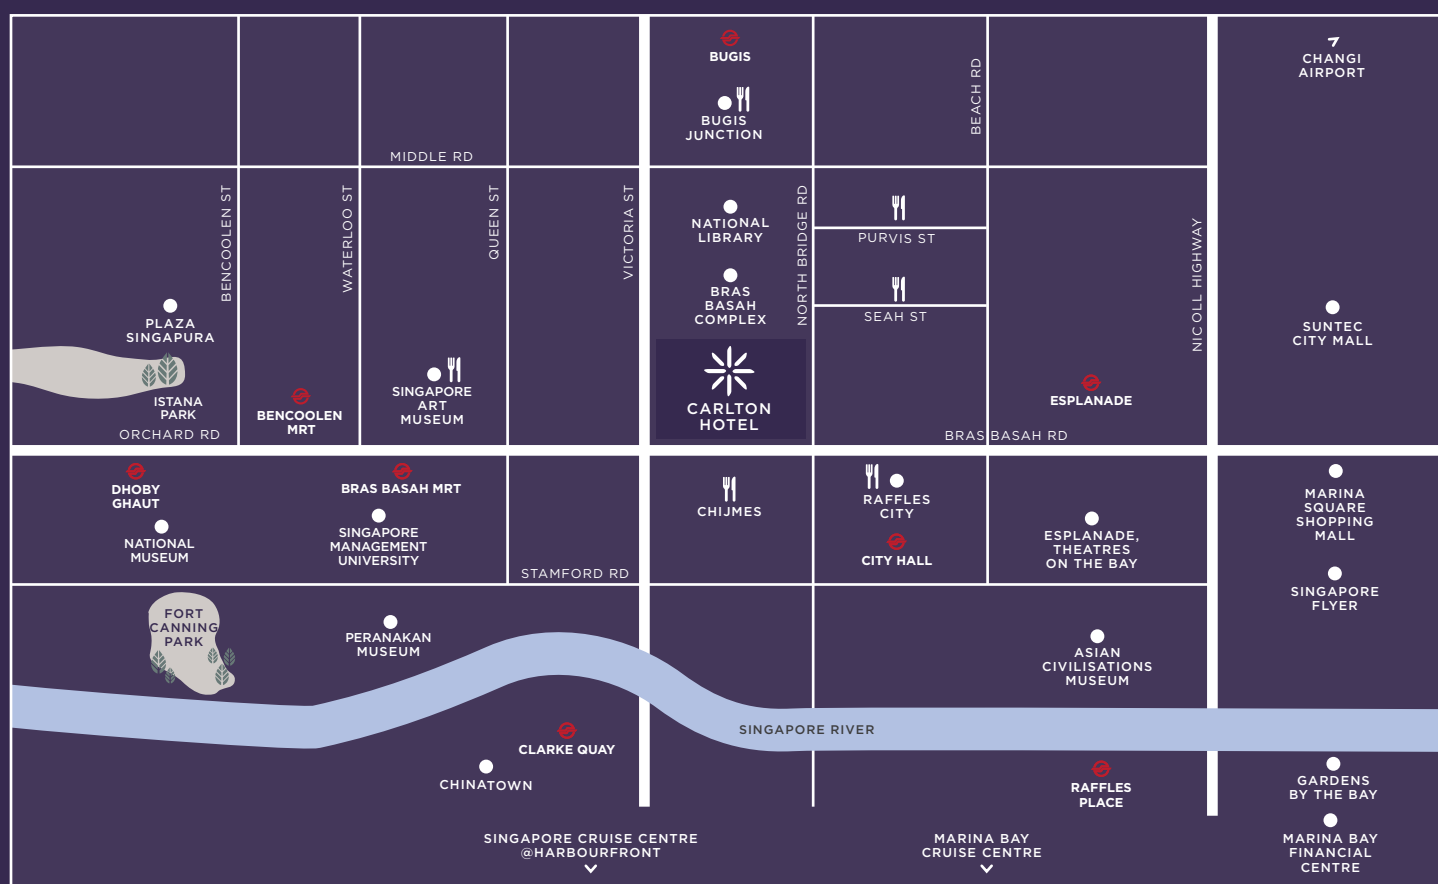 BUGIS
BUGIS
JUNCTION
CHANGI
AIRPORT
BEACH RD
MIDDLE RD
BENCOOLEN ST
WATERLOO ST
QUEEN ST
VICTORIA ST
NATIONAL
LIBRARY
NORTH BRIDGE RD
PURVIS ST
NIC OLL HIGHWAY
BRAS
BASAH
COMPLEX
SEAH ST
PLAZA
SINGAPURA
SUNTEC
CITY MALL
ISTANA
PARK
ORCHARD RD
BENCOOLEN
MRT
SINGAPORE
ART
MUSEUM
CARLTON
HOTEL
ESPLANADE
BRAS BASAH RD
DHOBY
GHAUT
NATIONAL
MUSEUM
BRAS BASAH MRT
SINGAPORE
MANAGEMENT
UNIVERSITY
STAMFORD RD
CHIJMES
RAFFLES
CITY
CITY HALL
ESPLANADE,
THEATRES
ON THE BAY
MARINA
SQUARE
SHOPPING
MALL
SINGAPORE
FLYER
FORT
CANNING
PARK
PERANAKAN
MUSEUM
ASIAN
CIVILISATIONS
MUSEUM
SINGAPORE RIVER
CLARKE QUAY
CHINATOWN
RAFFLES
PLACE
GARDENS
BY THE BAY
SINGAPORE CRUISE CENTRE
@HARBOURFRONT
MARINA BAY
CRUISE CENTRE
MARINA BAY
FINANCIAL
CENTRE